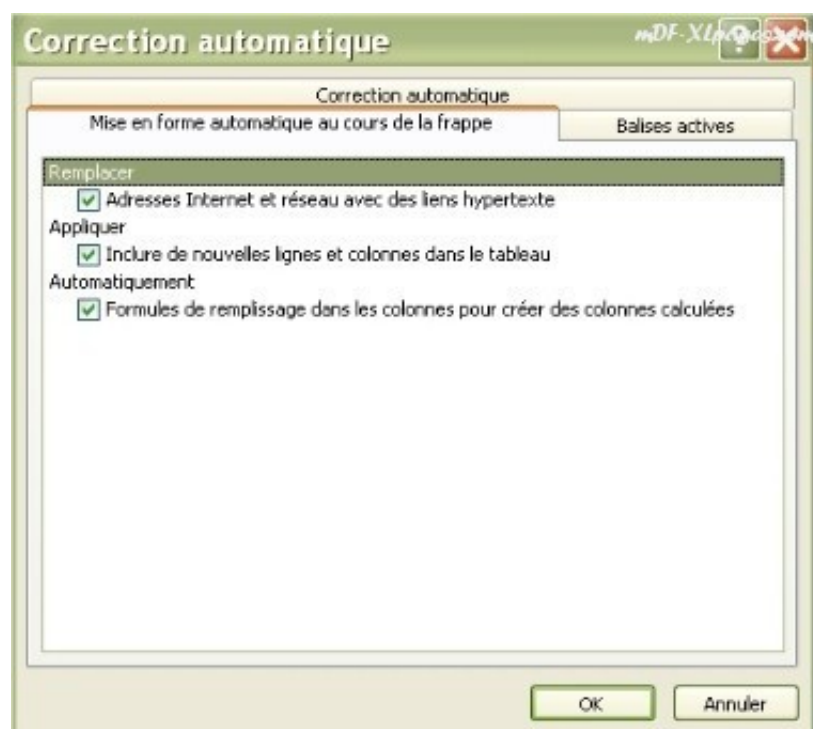 Correction automatique
Correction automatique
Mise en forme automatique au cours de la frappe
Balises actives
Remplacer
Adresses Internet et réseau avec des liens hypertexte
Appliquer
Inclure de nouvelles lignes et colonnes dans le tableau
Automatiquement
Formules de remplissage dans les colonnes pour créer des colonnes calculées
OK
Annuler